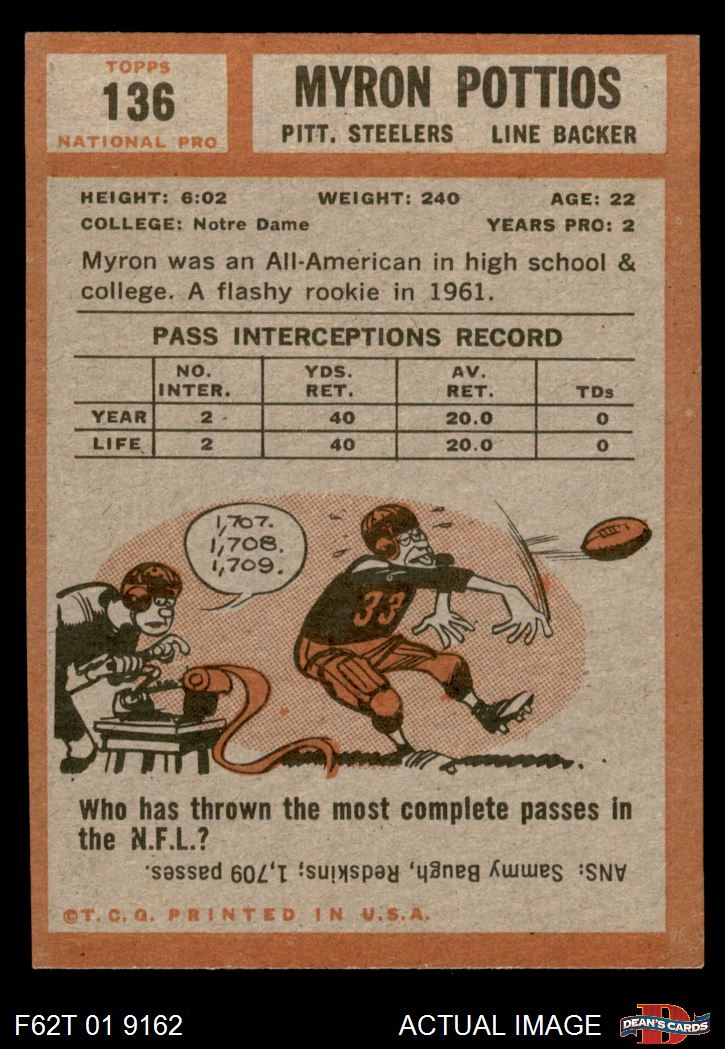 TOPPS
136
NATIONAL PRO
MYRON POTTIOS
PITT. STEELERS LINE BACKER
HEIGHT: 6:02 WEIGHT: 240 AGE: 22
COLLEGE: Notre Dame YEARS PRO: 2
Myron was an All-American in high school &
college. A flashy rookie in 1961.
PASS INTERCEPTIONS RECORD
NO. INTER. YDS. RET. AV. RET. TDs
YEAR 2 40 20.0 0
LIFE 2 40 20.0 0
1,707.
1,708.
1,709.
33
Who has thrown the most complete passes in
the N.F.L.?
ANS: Sammy Baugh, Redskins; 1,709 passes.
©T.C.G. PRINTED IN U.S.A.
F62T 01 9162 ACTUAL IMAGE
D
DEAN'S CARDS